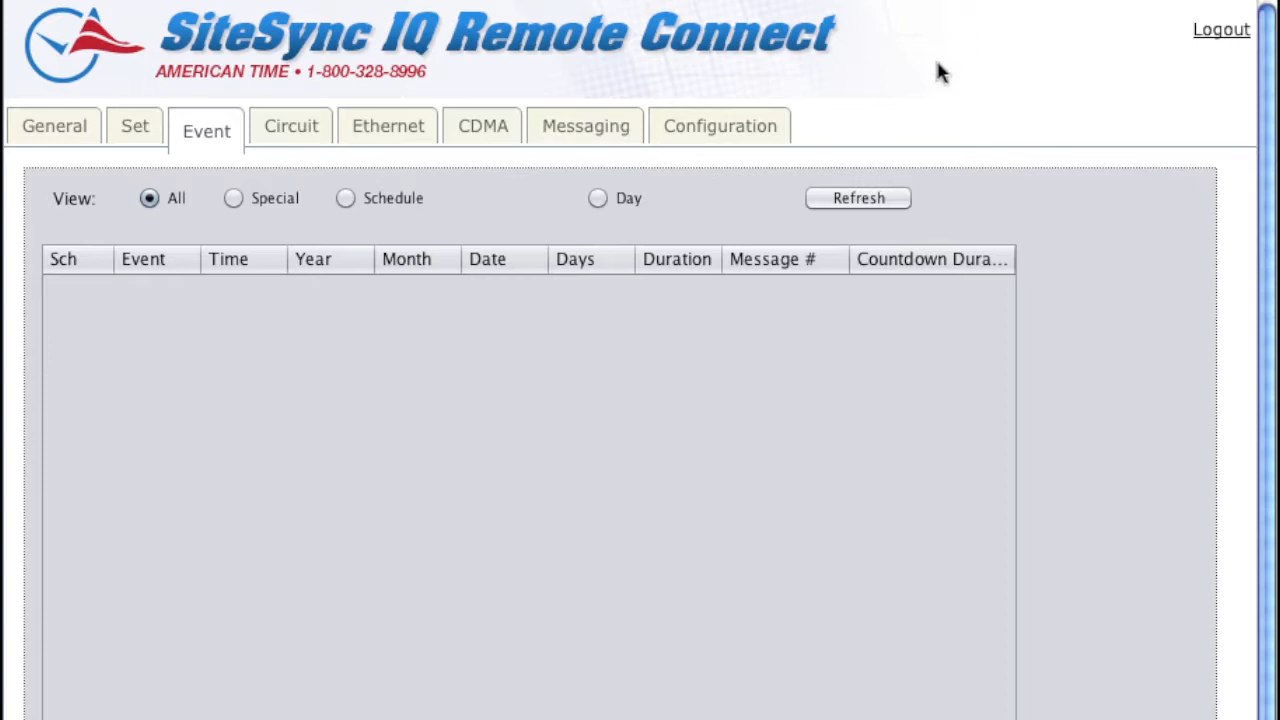 SiteSync IQ Remote Connect
AMERICAN TIME • 1-800-328-8996
Logout
General Set Event Circuit Ethernet CDMA Messaging Configuration
View: All Special Schedule Day Refresh
Sch Event Time Year Month Date Days Duration Message # Countdown Dura...